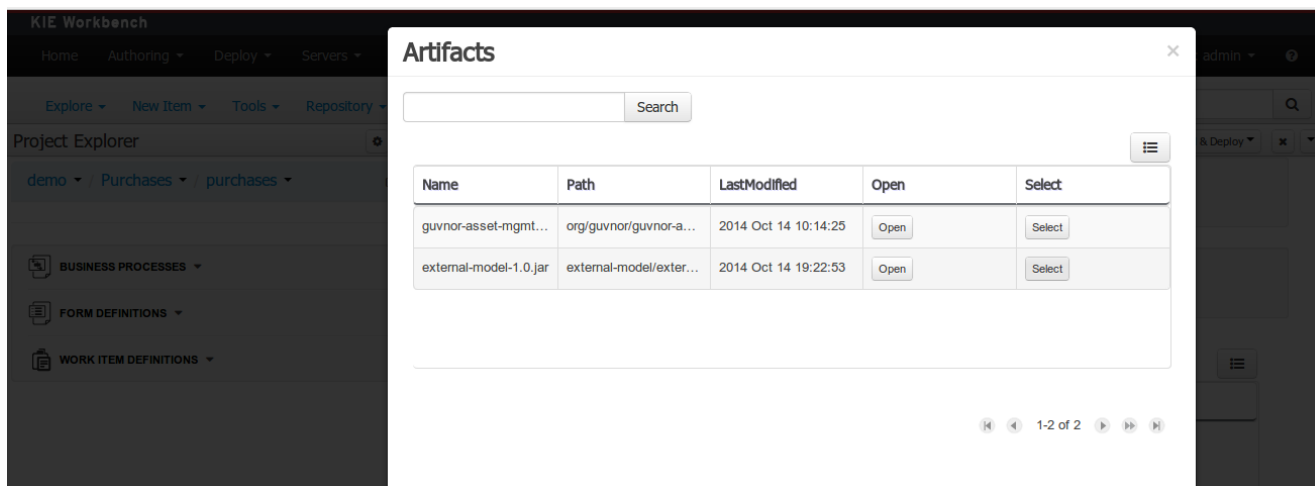 KIE Workbench
Home Authoring Deploy Servers admin
Artifacts
Explore New Item Tools Repository
Search
Project Explorer & Deploy
demo / Purchases / purchases
Name Path LastModified Open Select
guvnor-asset-mgmt... org/guvnor/guvnor-a... 2014 Oct 14 10:14:25 Open Select
external-model-1.0.jar external-model/exter... 2014 Oct 14 19:22:53 Open Select
BUSINESS PROCESSES
FORM DEFINITIONS
WORK ITEM DEFINITIONS
1-2 of 2